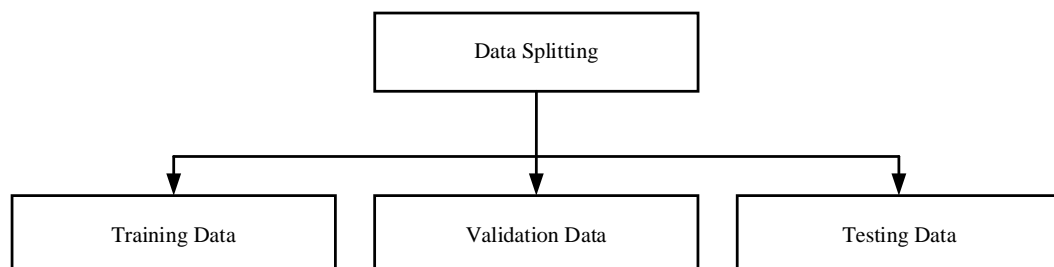 Data Splitting
Training Data
Validation Data
Testing Data